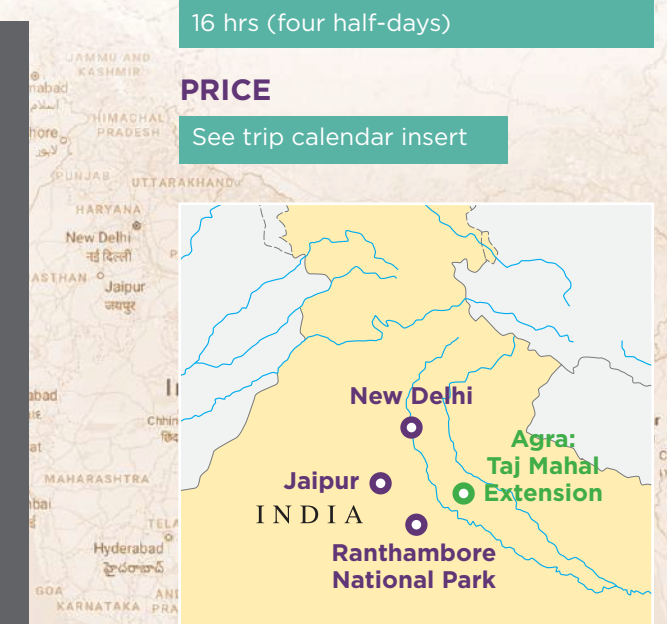 16 hrs (four half-days)
PRICE
See trip calendar insert
JAMMU AND
KASHMIR
HIMACHAL
PRADESH
PUNJAB
UTTARAKHAND
HARYANA
New Delhi
नई दिल्ली
Jaipur
जयपुर
MAHARASHTRA
Hyderabad
హైదరాబాద్
GOA
KARNATAKA
New Delhi
Agra:
Taj Mahal
Extension
Jaipur
INDIA
Ranthambore
National Park